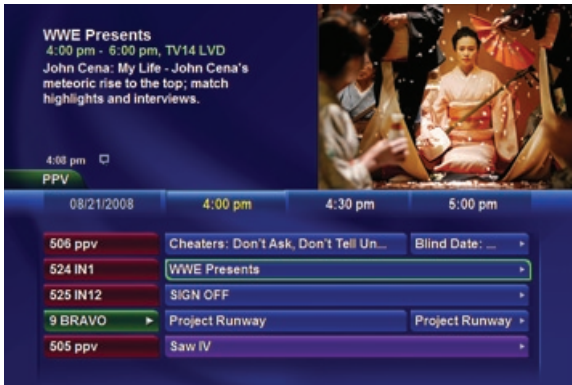 WWE Presents
4:00 pm - 6:00 pm, TV14 LVD
John Cena: My Life - John Cena's
meteoric rise to the top; match
highlights and interviews.
4:08 pm
PPV
08/21/2008 4:00 pm 4:30 pm 5:00 pm
506 ppv Cheaters: Don't Ask, Don't Tell Un... Blind Date: ...
524 IN1 WWE Presents
525 IN12 SIGN OFF
9 BRAVO Project Runway Project Runway
505 ppv Saw IV